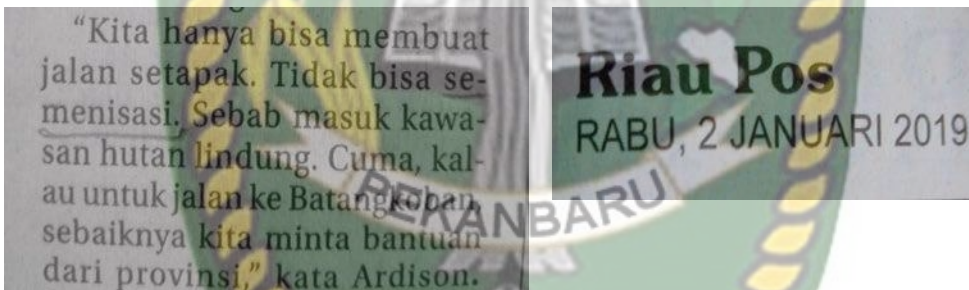 “Kita hanya bisa membuat
jalan setapak. Tidak bisa se-
menisasi. Sebab masuk kawa-
san hutan lindung. Cuma, kal-
au untuk jalan ke Batangkoban,
sebaiknya kita minta bantuan
dari provinsi,” kata Ardison.
Riau Pos
RABU, 2 JANUARI 2019
PEKANBARU